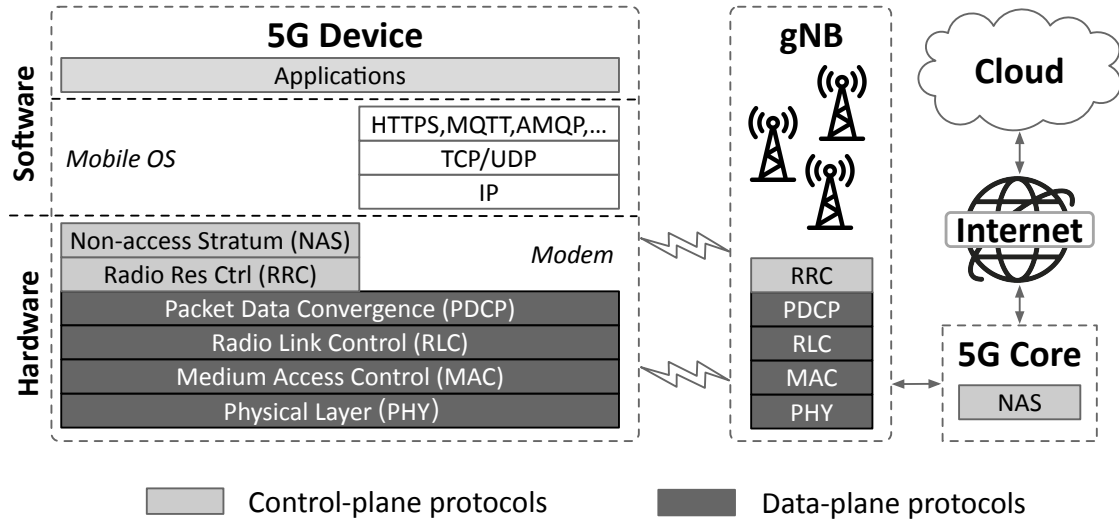 5G Device
Applications
Software
Mobile OS
HTTPS,MQTT,AMQP,...
TCP/UDP
IP
Hardware
Non-access Stratum (NAS)
Radio Res Ctrl (RRC)
Modem
Packet Data Convergence (PDCP)
Radio Link Control (RLC)
Medium Access Control (MAC)
Physical Layer (PHY)
gNB
RRC
PDCP
RLC
MAC
PHY
Cloud
Internet
5G Core
NAS
Control-plane protocols
Data-plane protocols